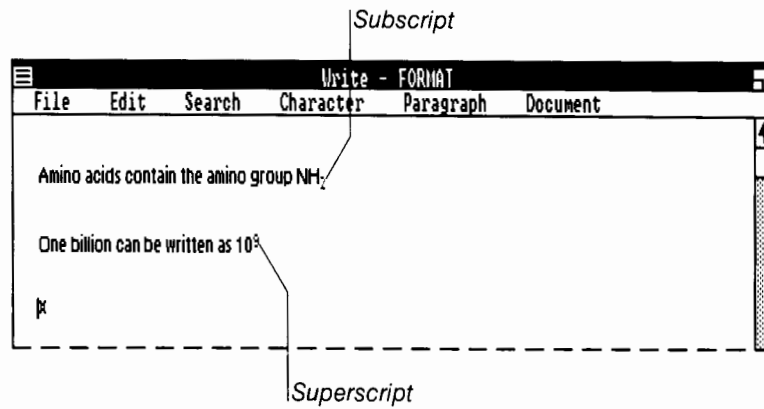 Subscript
Write - FORMAT
File Edit Search Character Paragraph Document
Amino acids contain the amino group NH₂
One billion can be written as 10⁹
Superscript